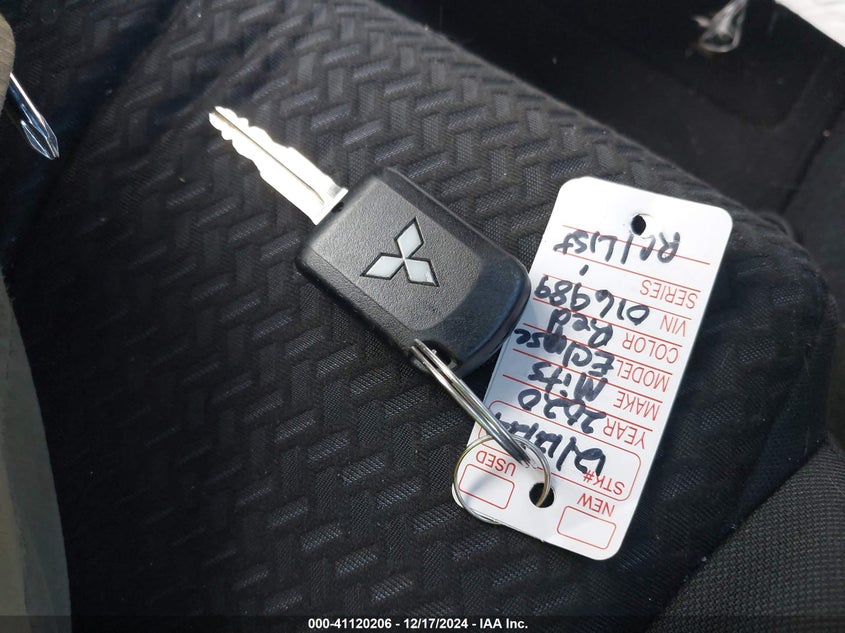 NEW
USED
STK#
YEAR 2020
MAKE Mits
MODEL Eclipse
COLOR Red
VIN 016989
SERIES
000-41120206 - 12/17/2024 - IAA Inc.